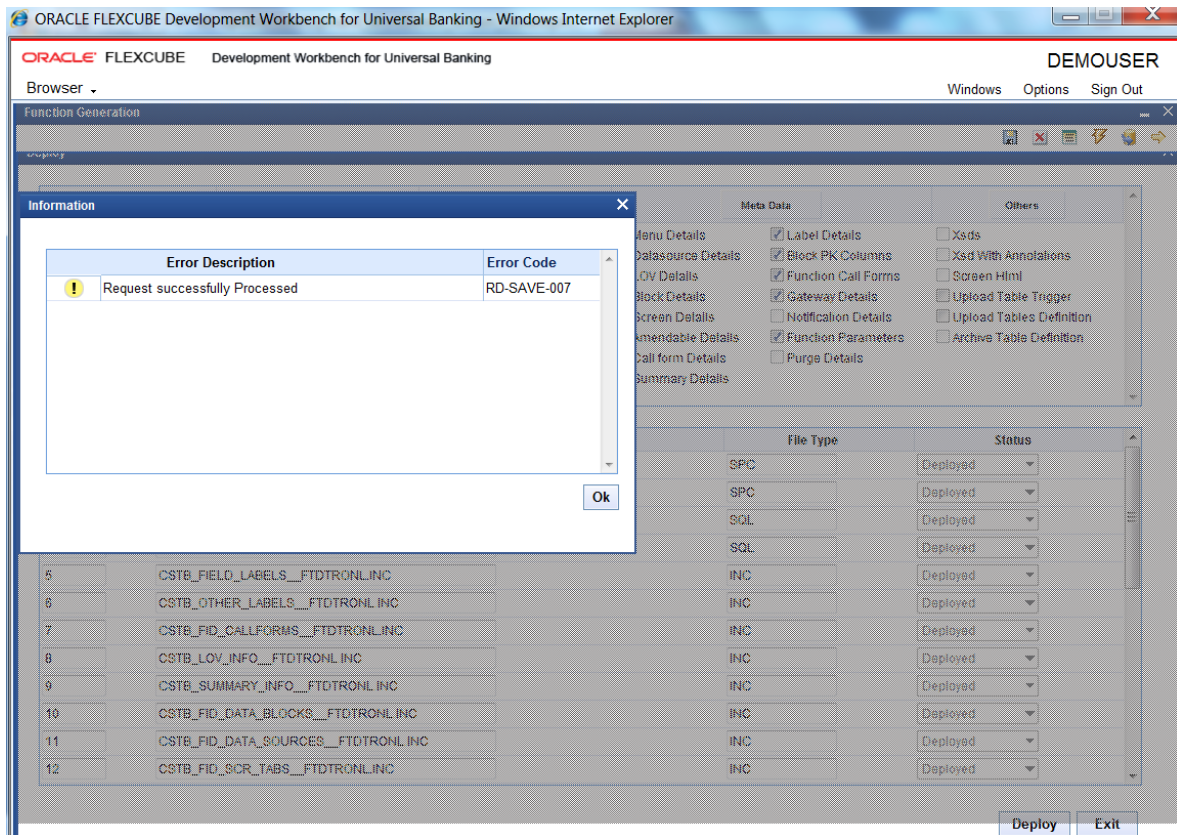 ORACLE FLEXCUBE Development Workbench for Universal Banking - Windows Internet Explorer
ORACLE FLEXCUBE Development Workbench for Universal Banking
DEMOUSER
Browser
Windows Options Sign Out
Function Generation
Deploy
Meta Data Others
Menu Details Label Details Xsds
Datasource Details Block PK Columns Xsd With Annotations
LOV Details Function Call Forms Screen Html
Block Details Gateway Details Upload Table Trigger
Screen Details Notification Details Upload Tables Definition
Amendable Details Function Parameters Archive Table Definition
Call form Details Purge Details
Summary Details
Information
Error Description Error Code
Request successfully Processed RD-SAVE-007
Ok
File Type Status
SPC Deployed
SPC Deployed
SQL Deployed
SQL Deployed
5 CSTB_FIELD_LABELS__FTDTRONL.INC INC Deployed
6 CSTB_OTHER_LABELS__FTDTRONL.INC INC Deployed
7 CSTB_FID_CALLFORMS__FTDTRONL.INC INC Deployed
8 CSTB_LOV_INFO__FTDTRONL.INC INC Deployed
9 CSTB_SUMMARY_INFO__FTDTRONL.INC INC Deployed
10 CSTB_FID_DATA_BLOCKS__FTDTRONL.INC INC Deployed
11 CSTB_FID_DATA_SOURCES__FTDTRONL.INC INC Deployed
12 CSTB_FID_SCR_TABS__FTDTRONL.INC INC Deployed
Deploy Exit